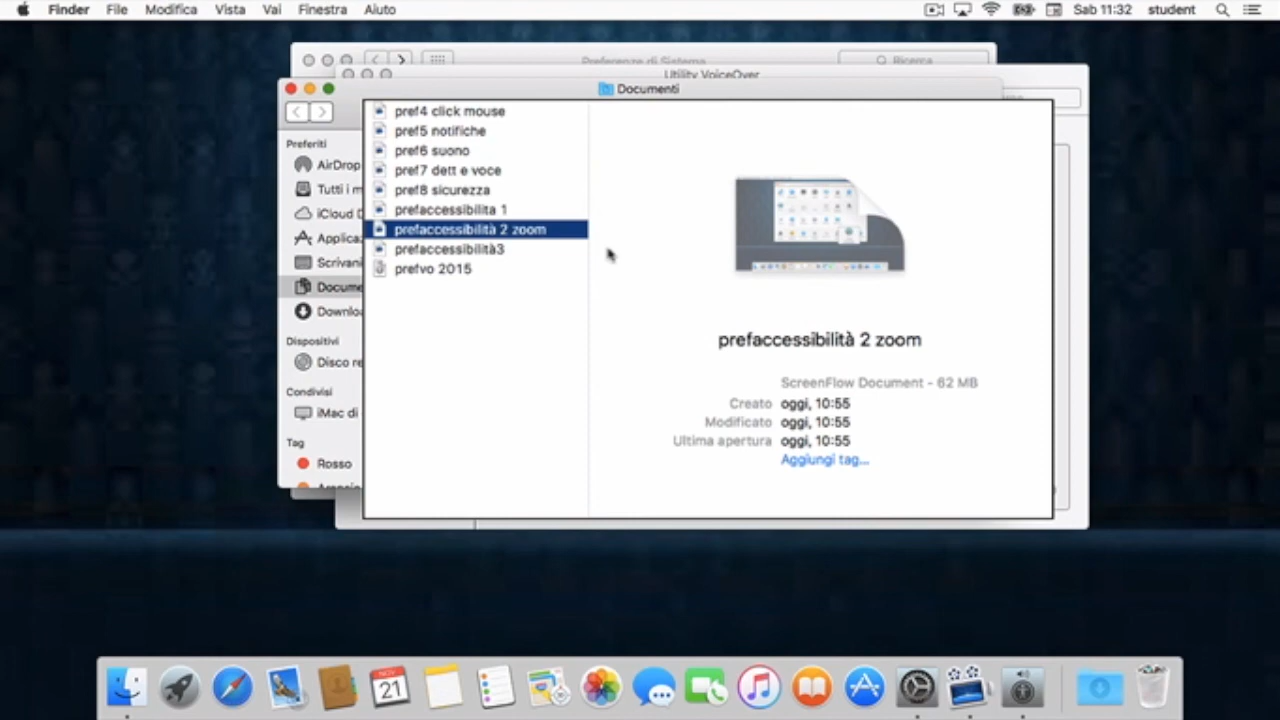 Finder File Modifica Vista Vai Finestra Aiuto Sab 11:32 student
Preferenze di Sistema Ricerca
Utility VoiceOver
Documenti
Preferiti
AirDrop
Tutti i m
iCloud D
Applica
Scrivani
Docume
Downlo
Dispositivi
Disco re
Condivisi
iMac di
Tag
Rosso
Arancio
pref4 click mouse
pref5 notifiche
pref6 suono
pref7 dett e voce
pref8 sicurezza
prefaccessibilita 1
prefaccessibilità 2 zoom
prefaccessibilità3
prefvo 2015
prefaccessibilità 2 zoom
ScreenFlow Document - 62 MB
Creato oggi, 10:55
Modificato oggi, 10:55
Ultima apertura oggi, 10:55
Aggiungi tag...
NOV
21